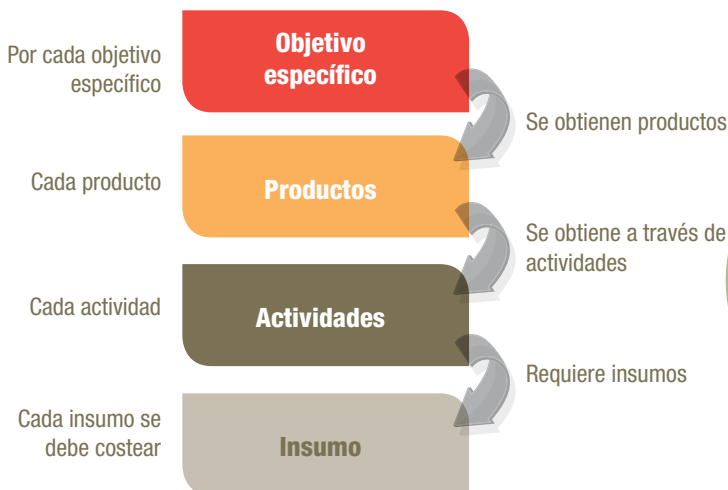 Por cada objetivo
específico
Objetivo
específico
Se obtienen productos
Cada producto
Productos
Se obtiene a través de
actividades
Cada actividad
Actividades
Requiere insumos
Cada insumo se
debe costear
Insumo